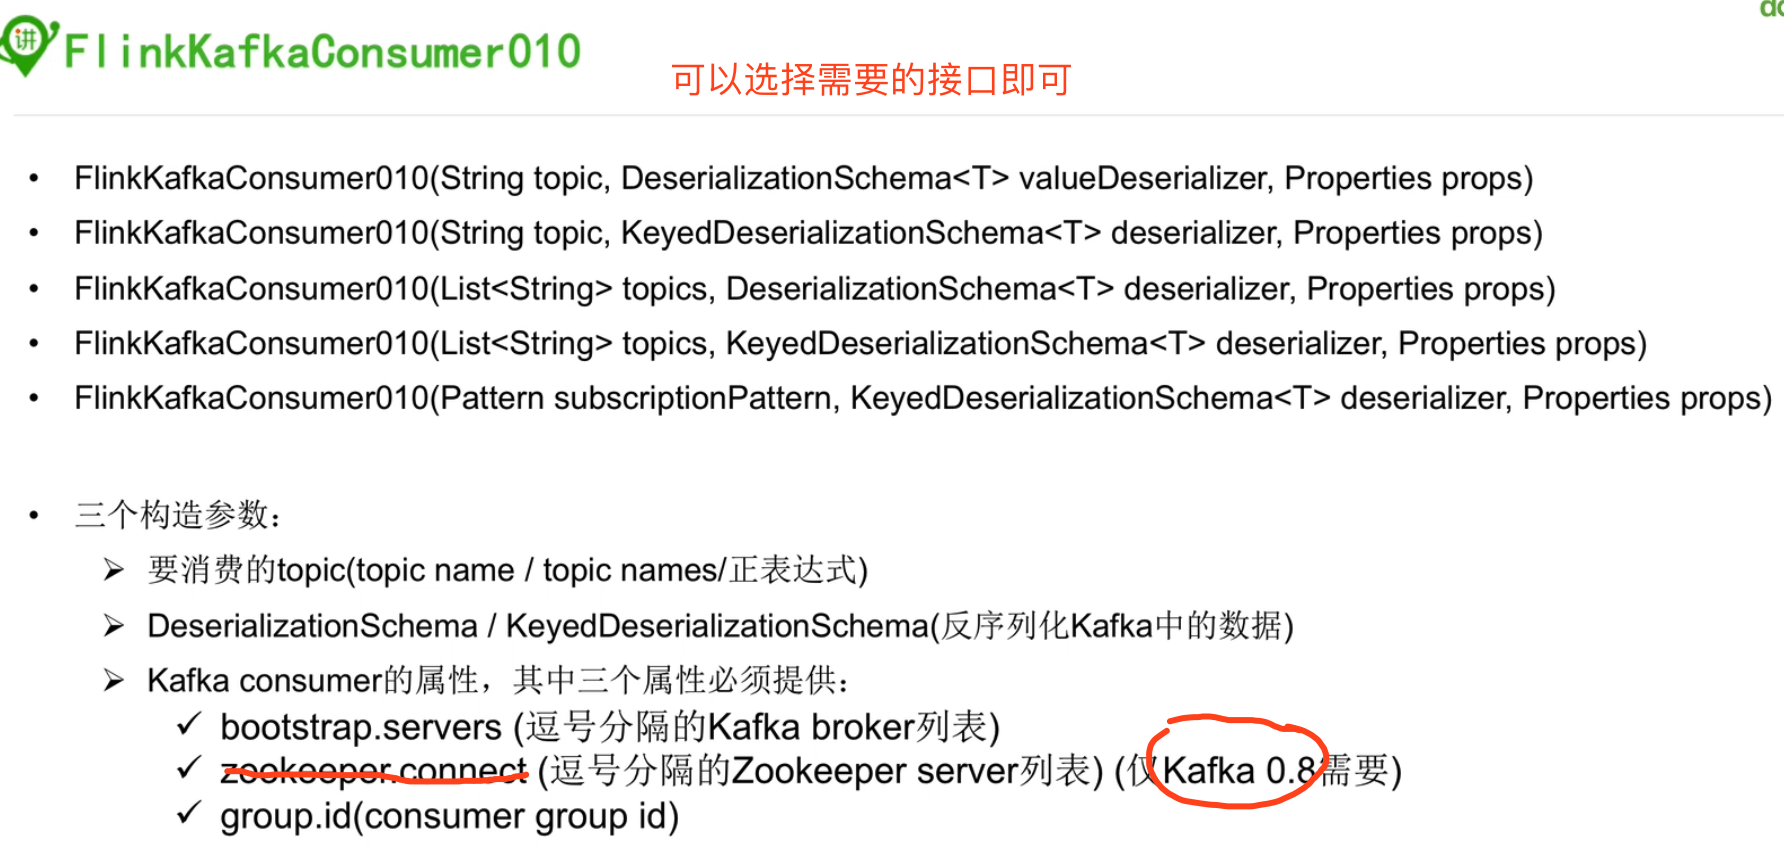 讲
FlinkKafkaConsumer010
可以选择需要的接口即可
• FlinkKafkaConsumer010(String topic, DeserializationSchema<T> valueDeserializer, Properties props)
• FlinkKafkaConsumer010(String topic, KeyedDeserializationSchema<T> deserializer, Properties props)
• FlinkKafkaConsumer010(List<String> topics, DeserializationSchema<T> deserializer, Properties props)
• FlinkKafkaConsumer010(List<String> topics, KeyedDeserializationSchema<T> deserializer, Properties props)
• FlinkKafkaConsumer010(Pattern subscriptionPattern, KeyedDeserializationSchema<T> deserializer, Properties props)
• 三个构造参数：
➢ 要消费的topic(topic name / topic names/正表达式)
➢ DeserializationSchema / KeyedDeserializationSchema(反序列化Kafka中的数据)
➢ Kafka consumer的属性，其中三个属性必须提供：
✓ bootstrap.servers (逗号分隔的Kafka broker列表)
✓ zookeeper.connect (逗号分隔的Zookeeper server列表) (仅Kafka 0.8需要)
✓ group.id(consumer group id)